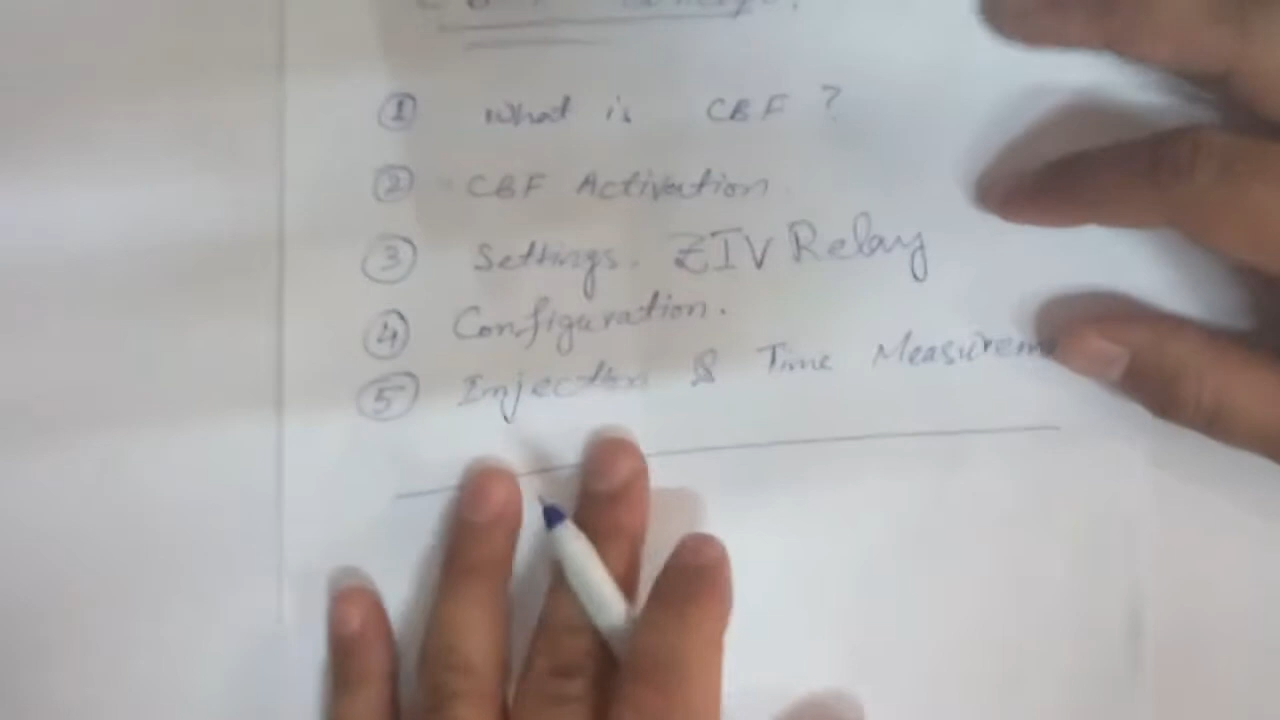 ① What is CBF ?
② CBF Activation
③ Settings. ZIV Relay
④ Configuration.
⑤ Injection & Time